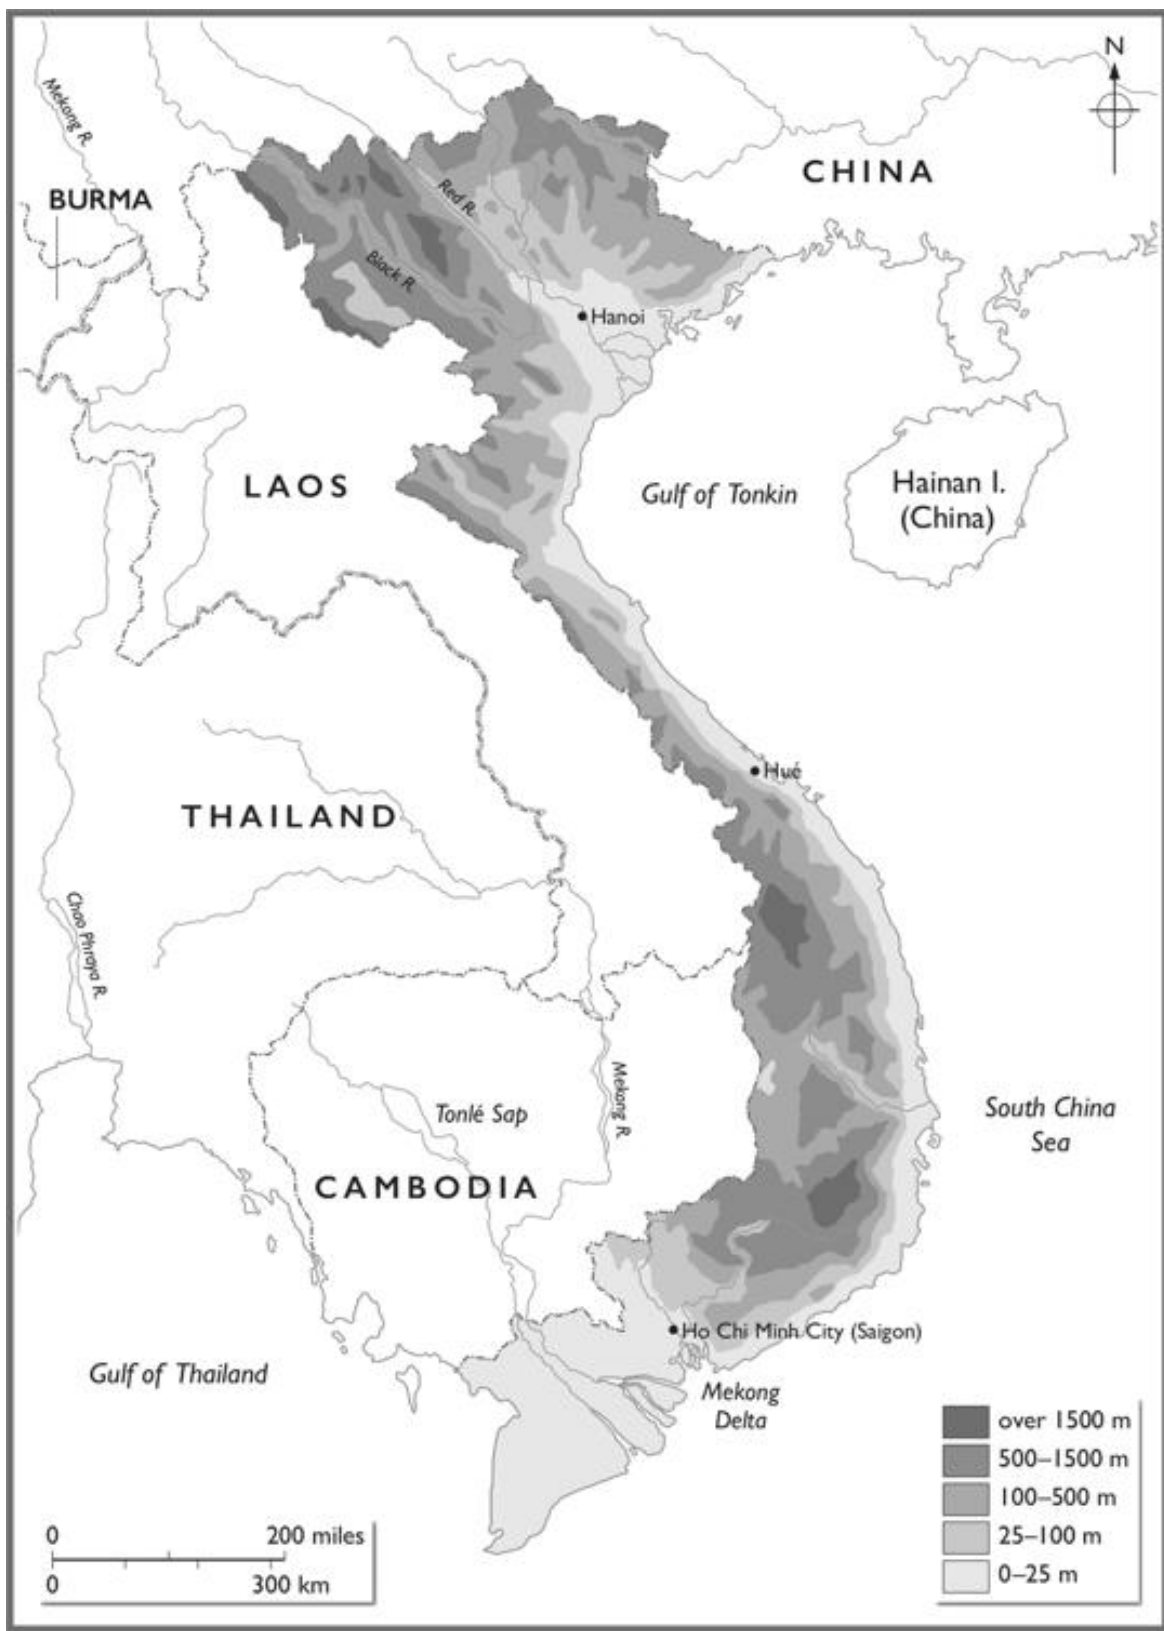 N
Mekong R.
CHINA
BURMA
Red R.
Black R.
Hanoi
LAOS
Gulf of Tonkin
Hainan I.
(China)
Hué
THAILAND
Chao Phraya R.
Mekong R.
Tonlé Sap
South China
Sea
CAMBODIA
Ho Chi Minh City (Saigon)
Gulf of Thailand
Mekong
Delta
over 1500 m
500–1500 m
100–500 m
25–100 m
0–25 m
0 200 miles
0 300 km